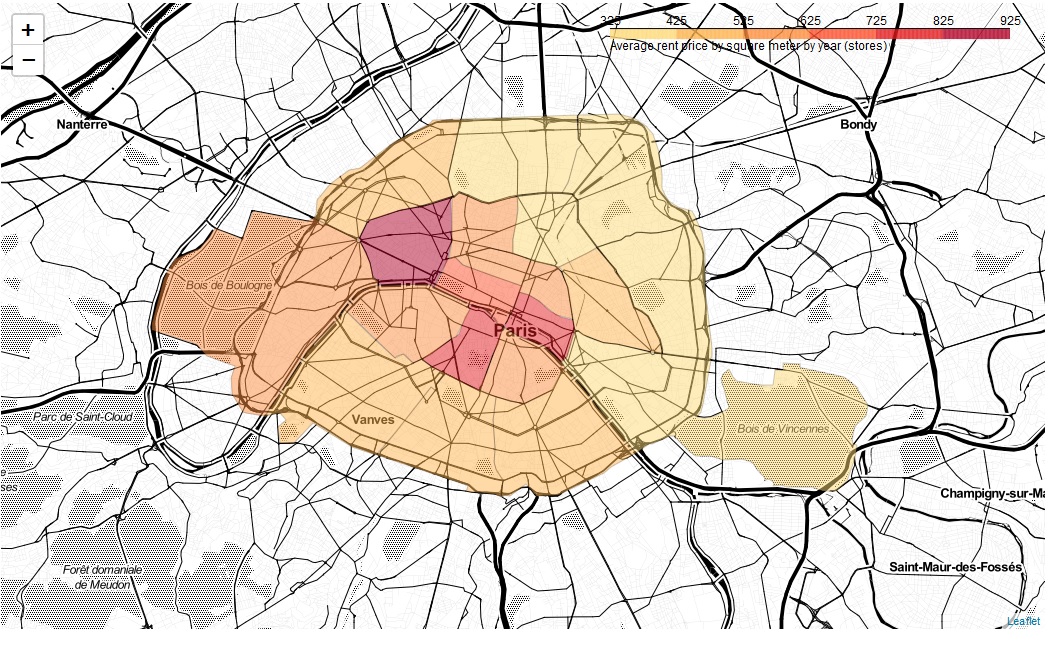 +
−
325 425 525 625 725 825 925
Average rent price by square meter by year (stores)
Nanterre
Bondy
Bois de Boulogne
Paris
Parc de Saint-Cloud
Vanves
Bois de Vincennes
ses
Champigny-sur-Ma
Forêt domaniale
de Meudon
Saint-Maur-des-Fossés
Leaflet